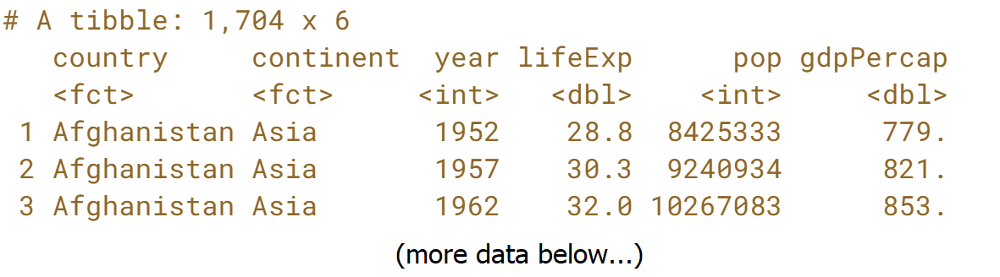 # A tibble: 1,704 x 6
country continent year lifeExp pop gdpPercap
<fct> <fct> <int> <dbl> <int> <dbl>
1 Afghanistan Asia 1952 28.8 8425333 779.
2 Afghanistan Asia 1957 30.3 9240934 821.
3 Afghanistan Asia 1962 32.0 10267083 853.
(more data below...)